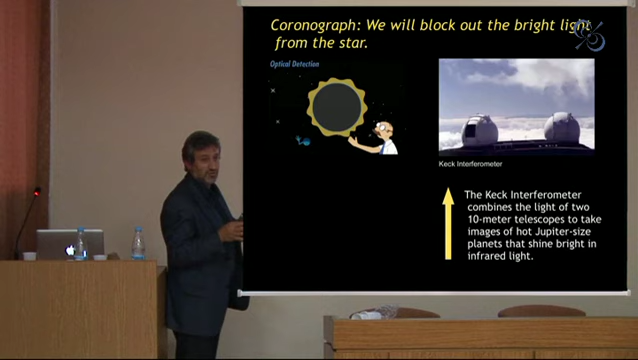 Coronograph: We will block out the bright light
from the star.
Optical Detection
Keck Interferometer
The Keck Interferometer
combines the light of two
10-meter telescopes to take
images of hot Jupiter-size
planets that shine bright in
infrared light.